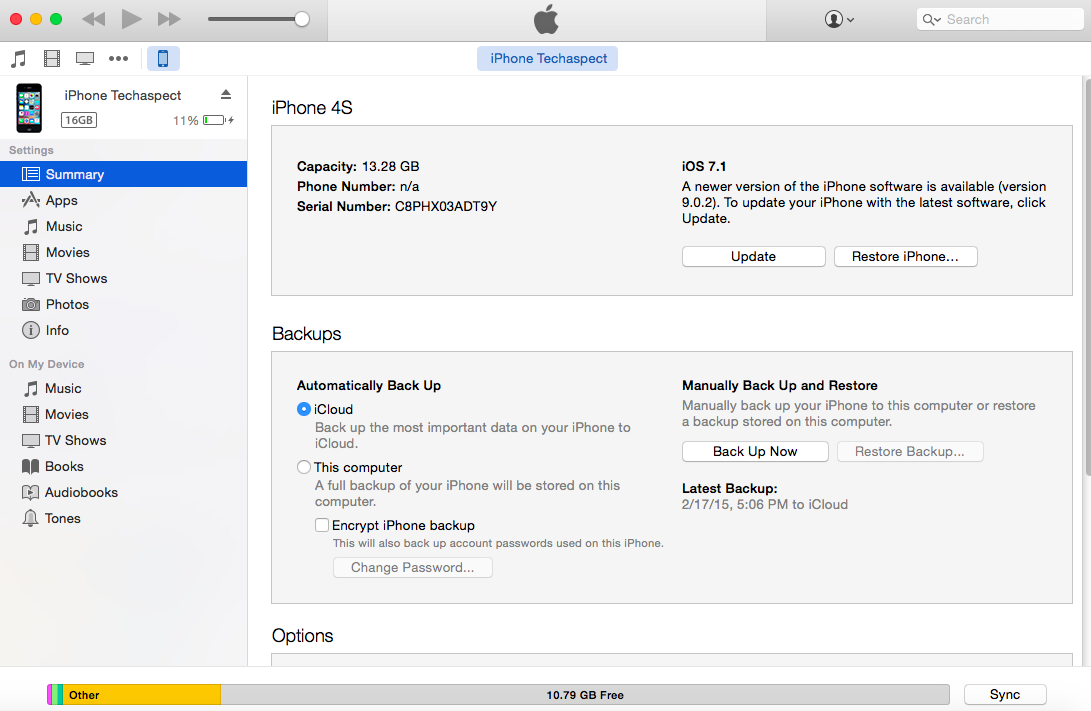 Search
iPhone Techaspect
iPhone Techaspect
16GB
11%
Settings
Summary
Apps
Music
Movies
TV Shows
Photos
Info
On My Device
Music
Movies
TV Shows
Books
Audiobooks
Tones
iPhone 4S
Capacity: 13.28 GB
Phone Number: n/a
Serial Number: C8PHX03ADT9Y
iOS 7.1
A newer version of the iPhone software is available (version
9.0.2). To update your iPhone with the latest software, click
Update.
Update
Restore iPhone...
Backups
Automatically Back Up
iCloud
Back up the most important data on your iPhone to
iCloud.
This computer
A full backup of your iPhone will be stored on this
computer.
Encrypt iPhone backup
This will also back up account passwords used on this iPhone.
Change Password...
Manually Back Up and Restore
Manually back up your iPhone to this computer or restore
a backup stored on this computer.
Back Up Now
Restore Backup...
Latest Backup:
2/17/15, 5:06 PM to iCloud
Options
Other
10.79 GB Free
Sync